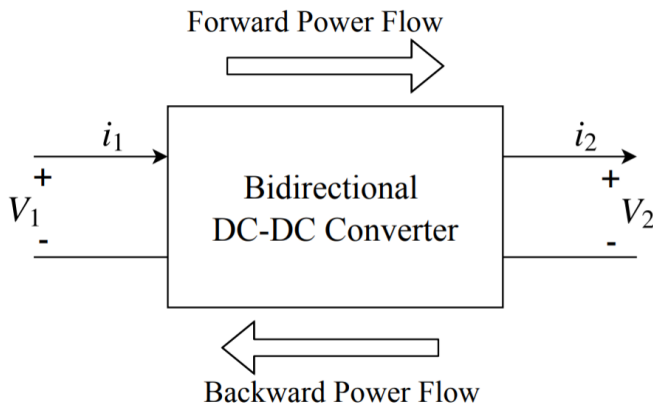 Forward Power Flow
i1
i2
+
+
V1
V2
Bidirectional
DC-DC Converter
-
-
Backward Power Flow